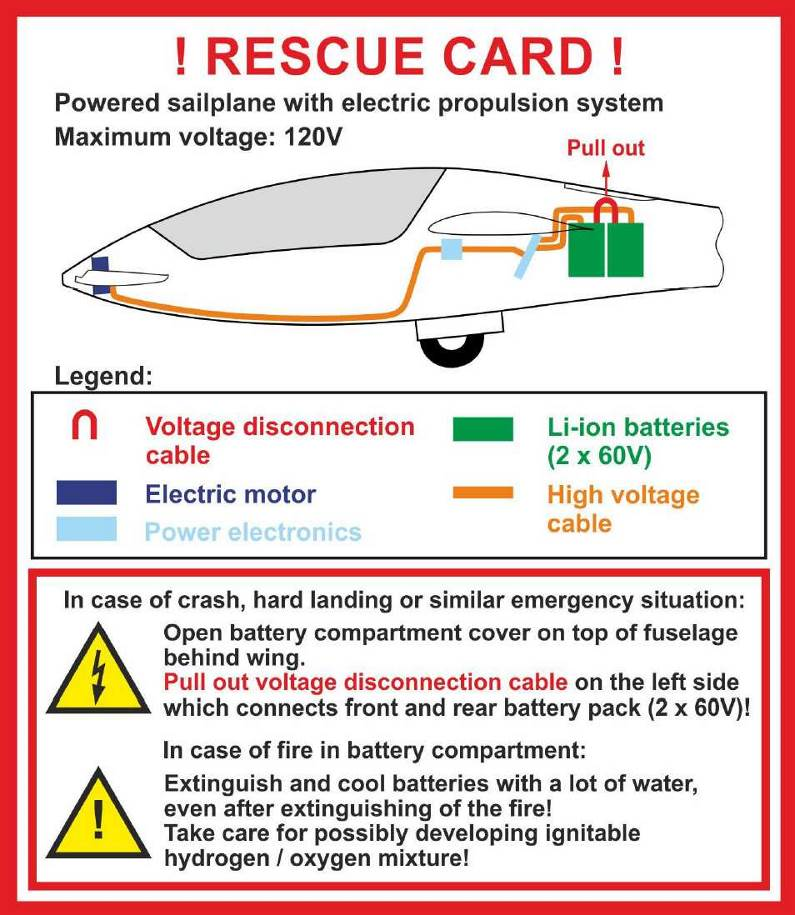 ! RESCUE CARD !
Powered sailplane with electric propulsion system
Maximum voltage: 120V
Pull out
Legend:
Voltage disconnection
cable
Li-ion batteries
(2 x 60V)
Electric motor
High voltage
cable
Power electronics
In case of crash, hard landing or similar emergency situation:
Open battery compartment cover on top of fuselage
behind wing.
Pull out voltage disconnection cable on the left side
which connects front and rear battery pack (2 x 60V)!
In case of fire in battery compartment:
!
Extinguish and cool batteries with a lot of water,
even after extinguishing of the fire!
Take care for possibly developing ignitable
hydrogen / oxygen mixture!